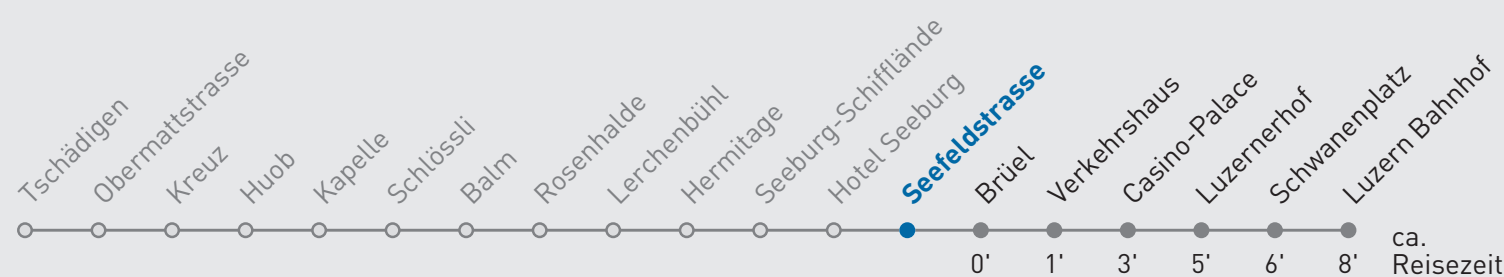 Tschädigen
Obermattstrasse
Kreuz
Huob
Kapelle
Schlössli
Balm
Rosenhalde
Lerchenbühl
Hermitage
Seeburg-Schifflände
Hotel Seeburg
Seefeldstrasse
Brüel
Verkehrshaus
Casino-Palace
Luzernerhof
Schwanenplatz
Luzern Bahnhof
0' 1' 3' 5' 6' 8'
ca.
Reisezeit